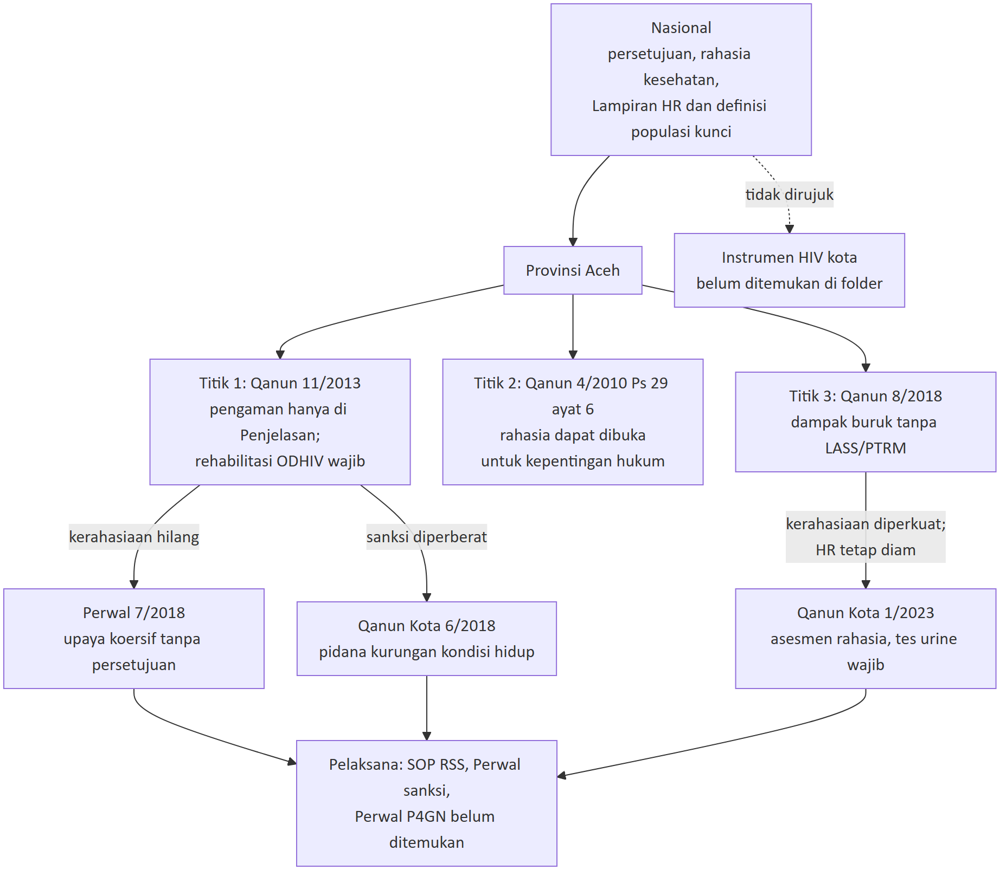 Nasional
persetujuan, rahasia
kesehatan,
Lampiran HR dan definisi
populasi kunci
tidak dirujuk
Provinsi Aceh
Instrumen HIV kota
belum ditemukan di folder
Titik 1: Qanun 11/2013
pengaman hanya di
Penjelasan;
rehabilitasi ODHIV wajib
Titik 2: Qanun 4/2010 Ps 29
ayat 6
rahasia dapat dibuka
untuk kepentingan hukum
Titik 3: Qanun 8/2018
dampak buruk tanpa
LASS/PTRM
kerahasiaan hilang
sanksi diperberat
kerahasiaan diperkuat;
HR tetap diam
Perwal 7/2018
upaya koersif tanpa
persetujuan
Qanun Kota 6/2018
pidana kurungan kondisi hidup
Qanun Kota 1/2023
asesmen rahasia, tes urine
wajib
Pelaksana: SOP RSS, Perwal
sanksi,
Perwal P4GN belum
ditemukan